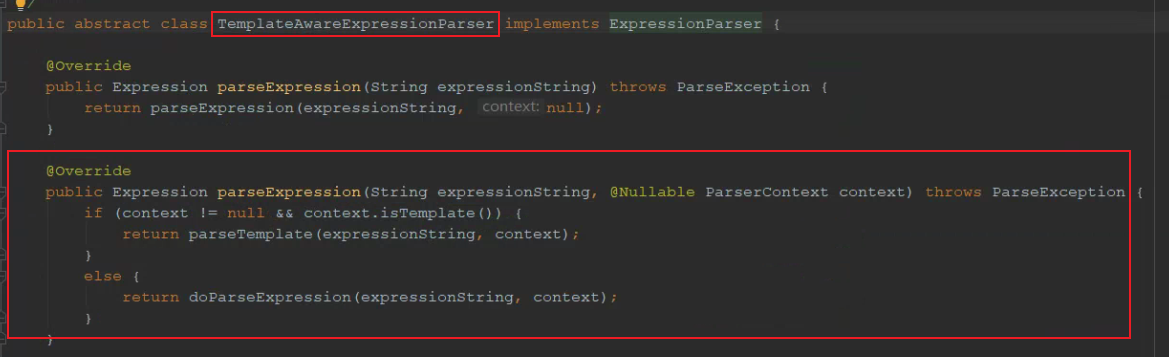 */
public abstract class TemplateAwareExpressionParser implements ExpressionParser {
@Override
public Expression parseExpression(String expressionString) throws ParseException {
return parseExpression(expressionString, context: null);
}
@Override
public Expression parseExpression(String expressionString, @Nullable ParserContext context) throws ParseException {
if (context != null && context.isTemplate()) {
return parseTemplate(expressionString, context);
}
else {
return doParseExpression(expressionString, context);
}
}